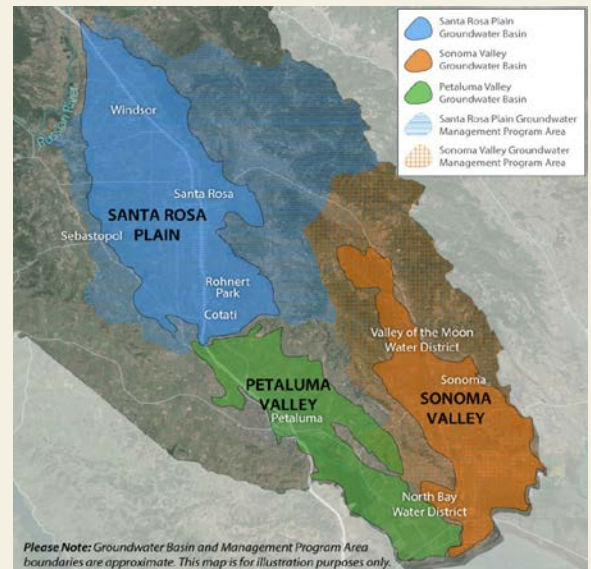 Santa Rosa Plain
Groundwater Basin
Sonoma Valley
Groundwater Basin
Petaluma Valley
Groundwater Basin
Santa Rosa Plain Groundwater
Management Program Area
Sonoma Valley Groundwater
Management Program Area
Russian River
Windsor
Santa Rosa
SANTA ROSA
PLAIN
Sebastopol
Rohnert
Park
Cotati
Valley of the Moon
Water District
PETALUMA
VALLEY
Petaluma
Sonoma
SONOMA
VALLEY
North Bay
Water District
Please Note: Groundwater Basin and Management Program Area
boundaries are approximate. This map is for illustration purposes only.